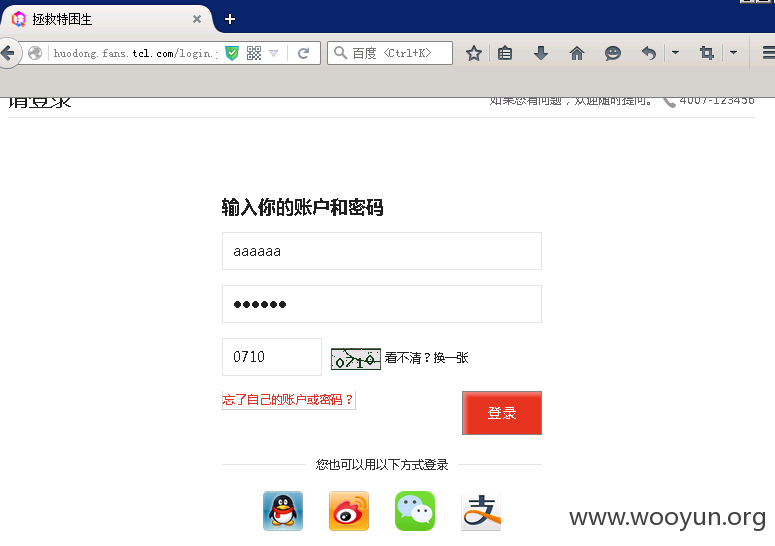 拯救特困生
huodong.fans.tcl.com/login.
百度 <Ctrl+K>
请登录
如果您有问题，欢迎随时提问。 4007-123456
输入你的账户和密码
aaaaaa
●●●●●●
0710
0710 看不清？换一张
忘了自己的账户或密码？
登录
您也可以用以下方式登录
支
www.wooyun.org